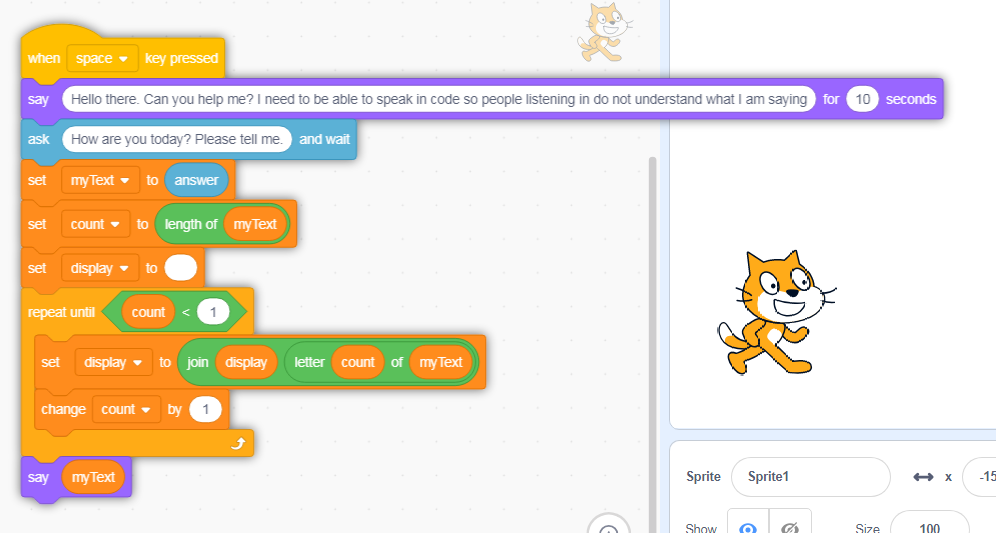 when space key pressed
say Hello there. Can you help me? I need to be able to speak in code so people listening in do not understand what I am saying for 10 seconds
ask How are you today? Please tell me. and wait
set myText to answer
set count to length of myText
set display to
repeat until count < 1
set display to join display letter count of myText
change count by 1
say myText
Sprite Sprite1 x -15
Show Size 100